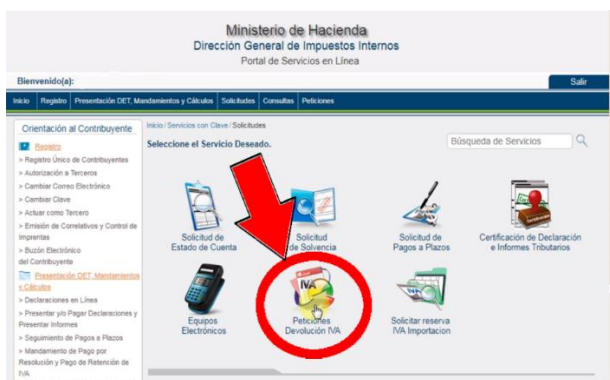 Ministerio de Hacienda
Dirección General de Impuestos Internos
Portal de Servicios en Línea
Bienvenido(a):
Salir
Inicio Registro Presentación DET, Mandamientos y Cálculos Solicitudes Consultas Peticiones
Orientación al Contribuyente
Registro
> Registro Único de Contribuyentes
> Autorización a Terceros
> Cambiar Correo Electrónico
> Cambiar Clave
> Actuar como Tercero
> Emisión de Correlativos y Control de
Imprentas
> Buzón Electrónico
del Contribuyente
Presentación DET, Mandamientos
y Cálculos
> Declaraciones en Línea
> Presentar y/o Pagar Declaraciones y
Presentar Informes
> Seguimiento de Pagos a Plazos
> Mandamiento de Pago por
Resolución y Pago de Retención de
IVA
Inicio / Servicios con Clave / Solicitudes
Seleccione el Servicio Deseado.
Búsqueda de Servicios
Solicitud de
Estado de Cuenta
Solicitud
de Solvencia
Solicitud de
Pagos a Plazos
Certificación de Declaración
e Informes Tributarios
Equipos
Electrónicos
IVA
Peticiones
Devolución IVA
Solicitar reserva
IVA Importacion